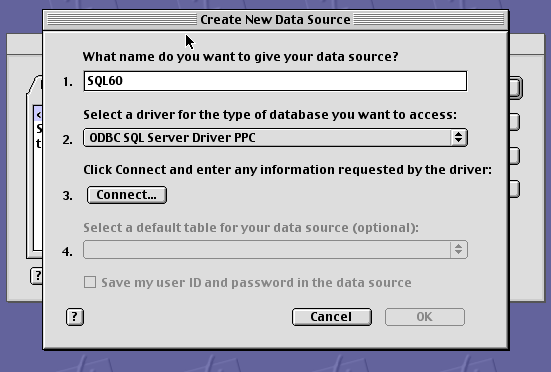 Create New Data Source
What name do you want to give your data source?
1. SQL60
Select a driver for the type of database you want to access:
2. ODBC SQL Server Driver PPC
Click Connect and enter any information requested by the driver:
3. Connect...
Select a default table for your data source (optional):
4.
Save my user ID and password in the data source
? Cancel OK
?